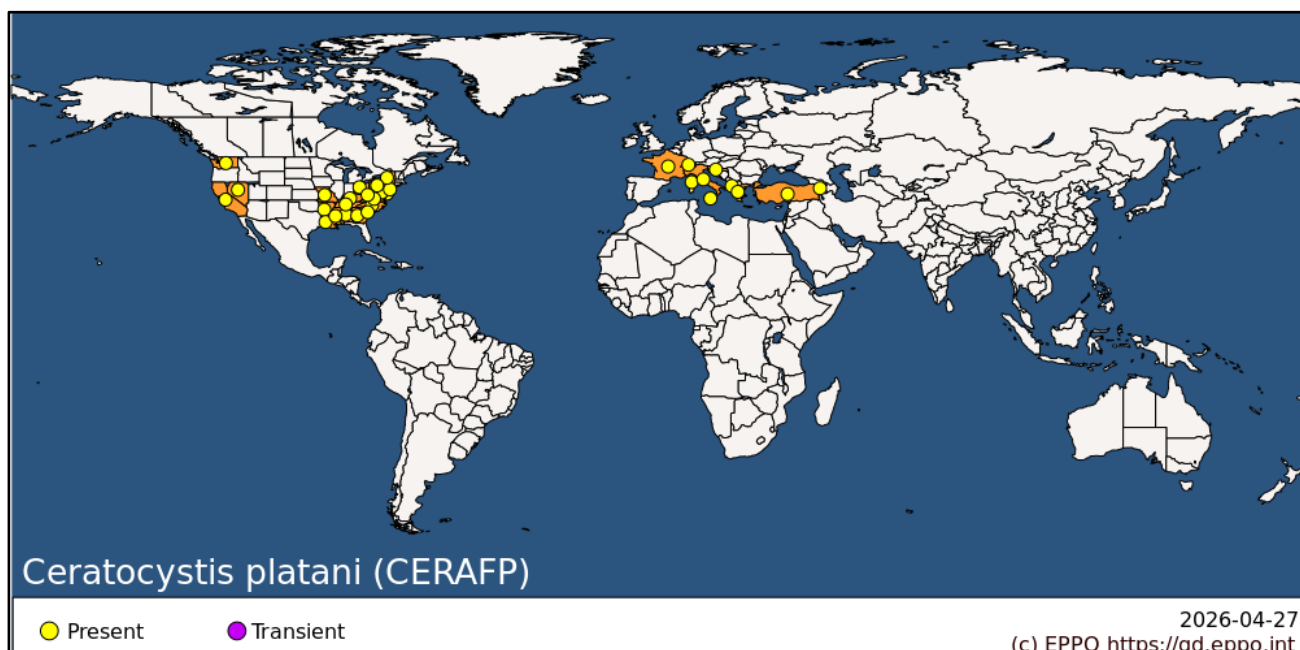 Ceratocystis platani (CERAFP)
Present
Transient
2026-04-27
(c) EPPO https://gd.eppo.int